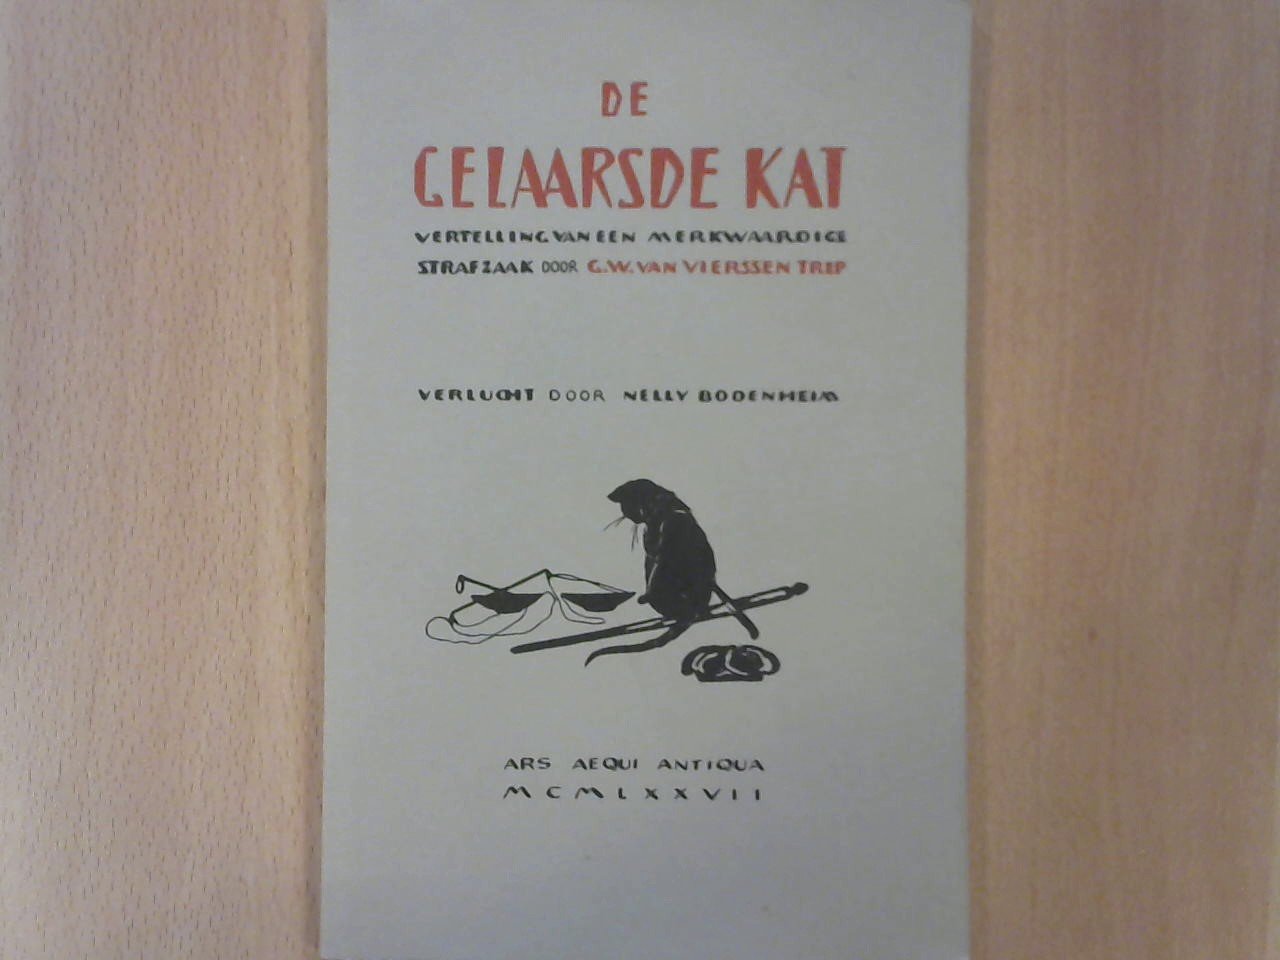 DE
GELAARSDE KAT
VERTELLING VAN EEN MERKWAARDIGE
STRAFZAAK DOOR G.W. VAN VIERSSEN TRIP
VERLUCHT DOOR NELLY BODENHEIM
ARS AEQUI ANTIQUA
MCMLXXVII